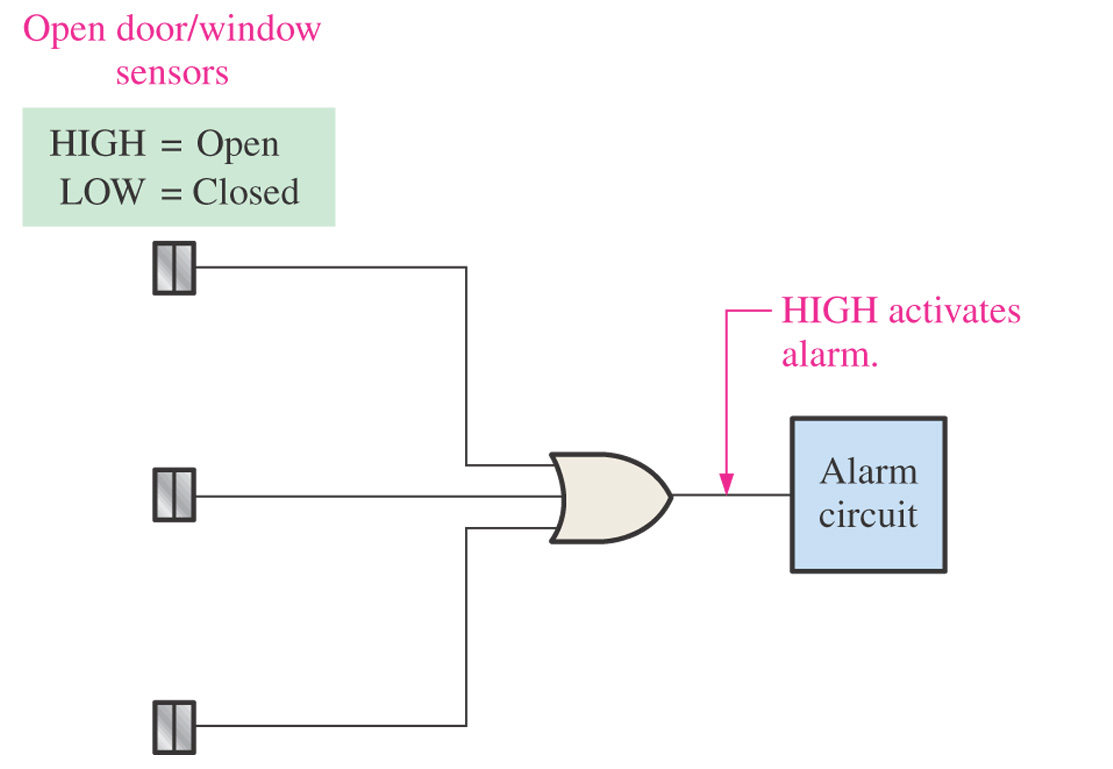 Open door/window
sensors
HIGH = Open
LOW = Closed
HIGH activates
alarm.
Alarm
circuit